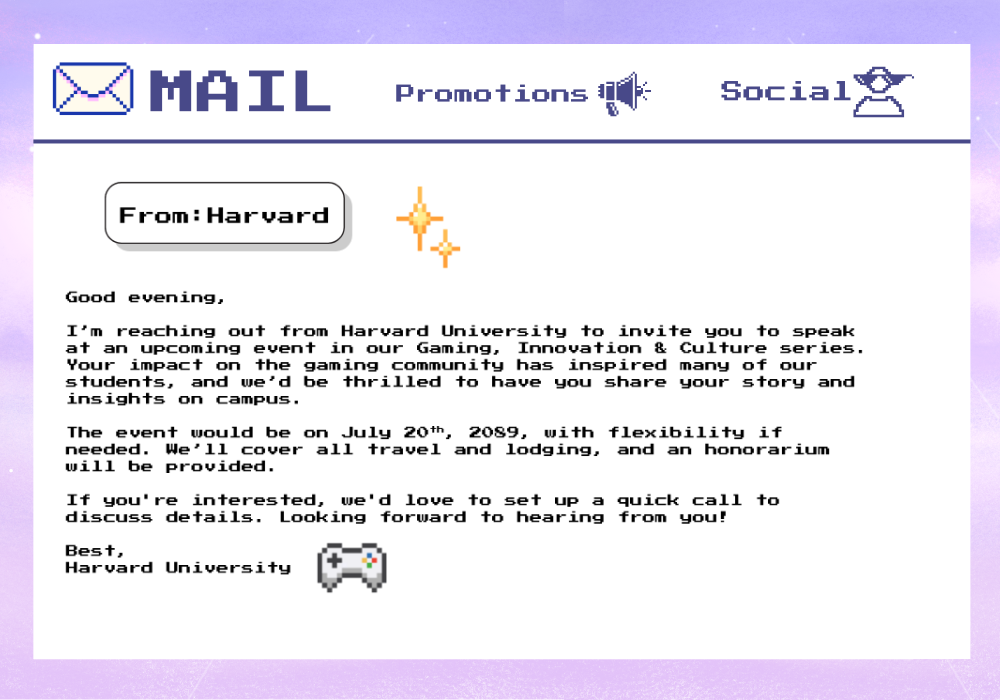 MAIL
Promotions
Social
From:Harvard
Good evening,
I’m reaching out from Harvard University to invite you to speak
at an upcoming event in our Gaming, Innovation & Culture series.
Your impact on the gaming community has inspired many of our
students, and we’d be thrilled to have you share your story and
insights on campus.
The event would be on July 20ᵗʰ, 2089, with flexibility if
needed. We’ll cover all travel and lodging, and an honorarium
will be provided.
If you're interested, we'd love to set up a quick call to
discuss details. Looking forward to hearing from you!
Best,
Harvard University